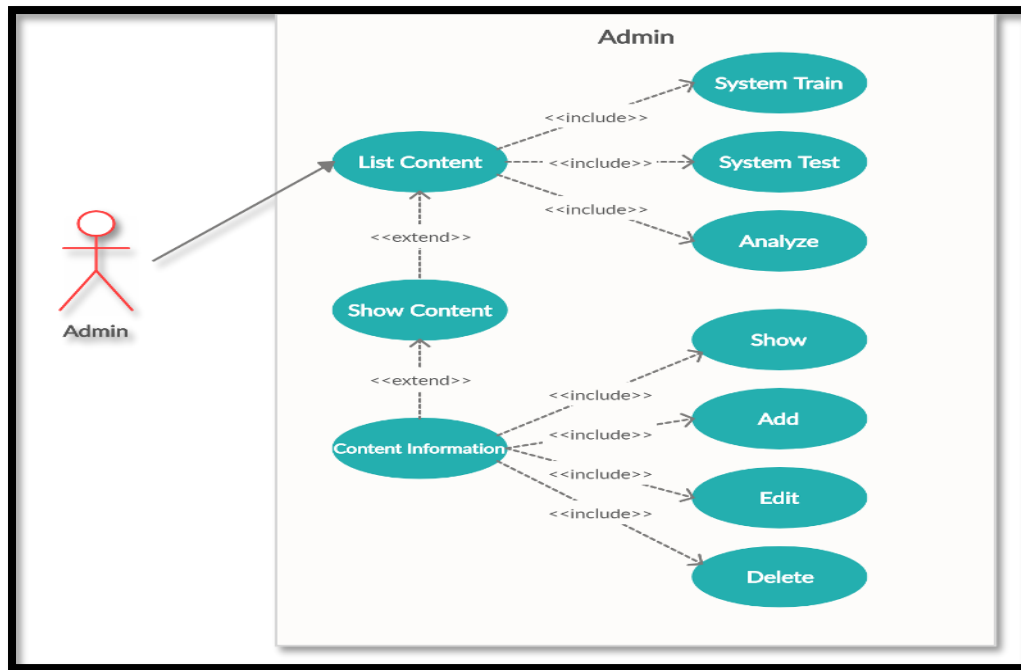 Admin
System Train
<<include>>
List Content
<<include>>
System Test
<<include>>
Analyze
<<extend>>
Admin
Show Content
Show
<<extend>>
<<include>>
Add
<<include>>
Content Information
<<include>>
Edit
<<include>>
Delete